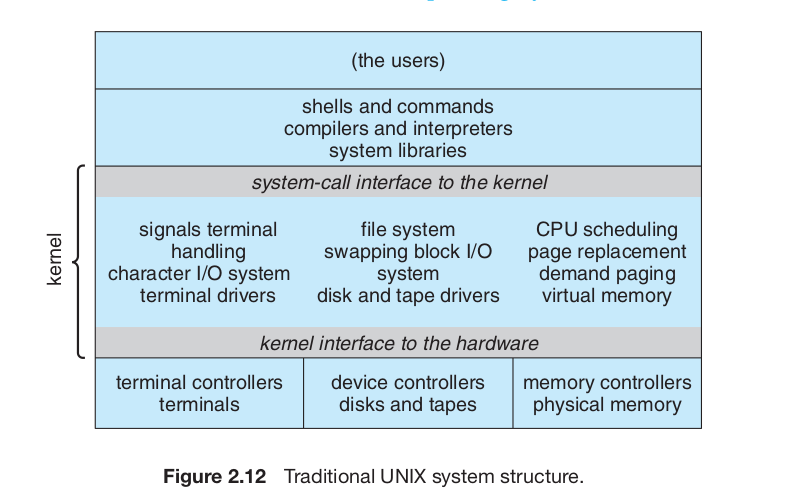 (the users)
shells and commands
compilers and interpreters
system libraries
system-call interface to the kernel
kernel
signals terminal
handling
character I/O system
terminal drivers
file system
swapping block I/O
system
disk and tape drivers
CPU scheduling
page replacement
demand paging
virtual memory
kernel interface to the hardware
terminal controllers
terminals
device controllers
disks and tapes
memory controllers
physical memory
Figure 2.12 Traditional UNIX system structure.